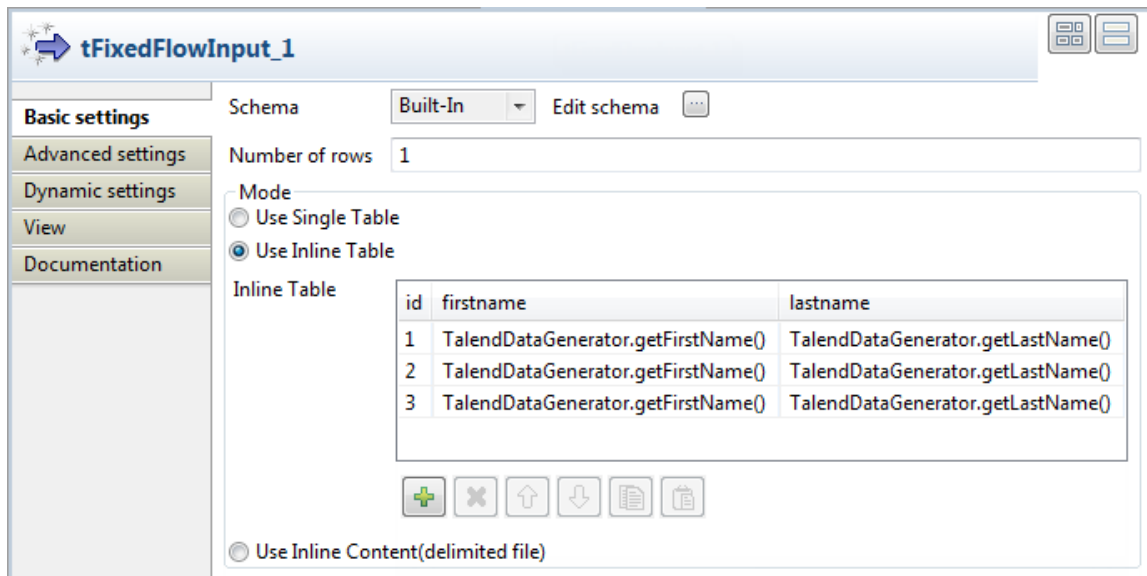 tFixedFlowInput_1
Basic settings
Advanced settings
Dynamic settings
View
Documentation
Schema Built-In Edit schema ...
Number of rows 1
Mode
Use Single Table
Use Inline Table
Inline Table
id firstname lastname
1 TalendDataGenerator.getFirstName() TalendDataGenerator.getLastName()
2 TalendDataGenerator.getFirstName() TalendDataGenerator.getLastName()
3 TalendDataGenerator.getFirstName() TalendDataGenerator.getLastName()
Use Inline Content(delimited file)